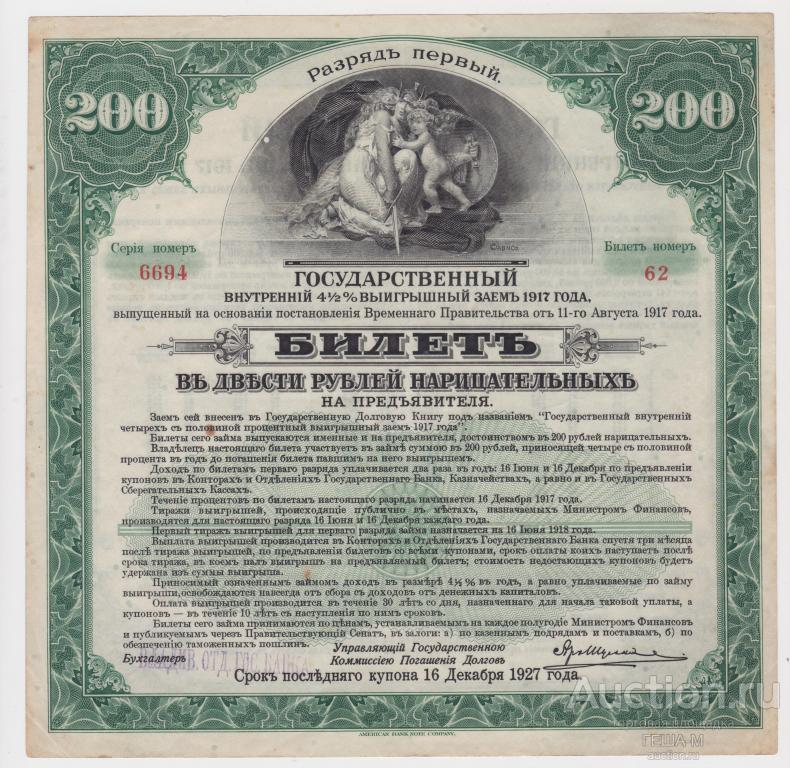 Разрядъ первый.
200 200
Серія номеръ Билетъ номеръ
6694 62
ГОСУДАРСТВЕННЫЙ
ВНУТРЕННІЙ 4½% ВЫИГРЫШНЫЙ ЗАЕМЪ 1917 ГОДА,
выпущенный на основаніи постановленія Временнаго Правительства отъ 11-го Августа 1917 года.
БИЛЕТЪ
ВЪ ДВѢСТИ РУБЛЕЙ НАРИЦАТЕЛЬНЫХЪ
НА ПРЕДЪЯВИТЕЛЯ.
Заемъ сей внесенъ въ Государственную Долговую Книгу подъ названіемъ "Государственный внутренній
четырехъ съ половиной процентный выигрышный заемъ 1917 года".
Билеты сего займа выпускаются именные и на предъявителя, достоинствомъ въ 200 рублей нарицательныхъ.
Владѣлецъ настоящаго билета участвуетъ въ займѣ суммою въ 200 рублей, приносящей четыре съ половиной
процента въ годъ до погашенія билета павшимъ на него выигрышемъ.
Доходъ по билетамъ перваго разряда уплачивается два раза въ годъ: 16 Іюня и 16 Декабря по предъявленіи
купоновъ въ Конторахъ и Отдѣленіяхъ Государственнаго Банка, Казначействахъ, а равно и въ Государственныхъ
Сберегательныхъ Кассахъ.
Теченіе процентовъ по билетамъ настоящаго разряда начинается 16 Декабря 1917 года.
Тиражи выигрышей, происходящіе публично въ мѣстахъ, назначаемыхъ Министромъ Финансовъ,
производятся для настоящаго разряда 16 Іюня и 16 Декабря каждаго года.
Первый тиражъ выигрышей для перваго разряда займа назначается на 16 Іюня 1918 года.
Выплата выигрышей производится въ Конторахъ и Отдѣленіяхъ Государственнаго Банка спустя три мѣсяца
послѣ тиража выигрышей, по предъявленіи билетовъ со всѣми купонами, срокъ оплаты коихъ наступаетъ послѣ
срока тиража, въ коемъ палъ выигрышъ на предъявляемый билетъ; стоимость недостающихъ купоновъ будетъ
удержана изъ суммы выигрыша.
Приносимый означеннымъ займомъ доходъ въ размѣрѣ 4½% въ годъ, а равно уплачиваемые по займу
выигрыши, освобождаются навсегда отъ сбора съ доходовъ отъ денежныхъ капиталовъ.
Оплата выигрышей производится въ теченіе 30 лѣтъ со дня, назначеннаго для начала таковой уплаты, а
купоновъ — въ теченіе 10 лѣтъ съ наступленія по нимъ сроковъ.
Билеты сего займа принимаются по цѣнамъ, устанавливаемымъ на каждое полугодіе Министромъ Финансовъ
и публикуемымъ чрезъ Правительствующій Сенатъ, въ залоги: а) по казеннымъ подрядамъ и поставкамъ, б) по
обезпеченію таможенныхъ пошлинъ.
Управляющій Государственною
Бухгалтеръ Коммиссіею Погашенія Долговъ
ОТД. ГОС. БАНКА
Срокъ послѣдняго купона 16 Декабря 1927 года.
AMERICAN BANK NOTE COMPANY.
Auction.ru
торговая площадка
ГЕША-М
auction.ru